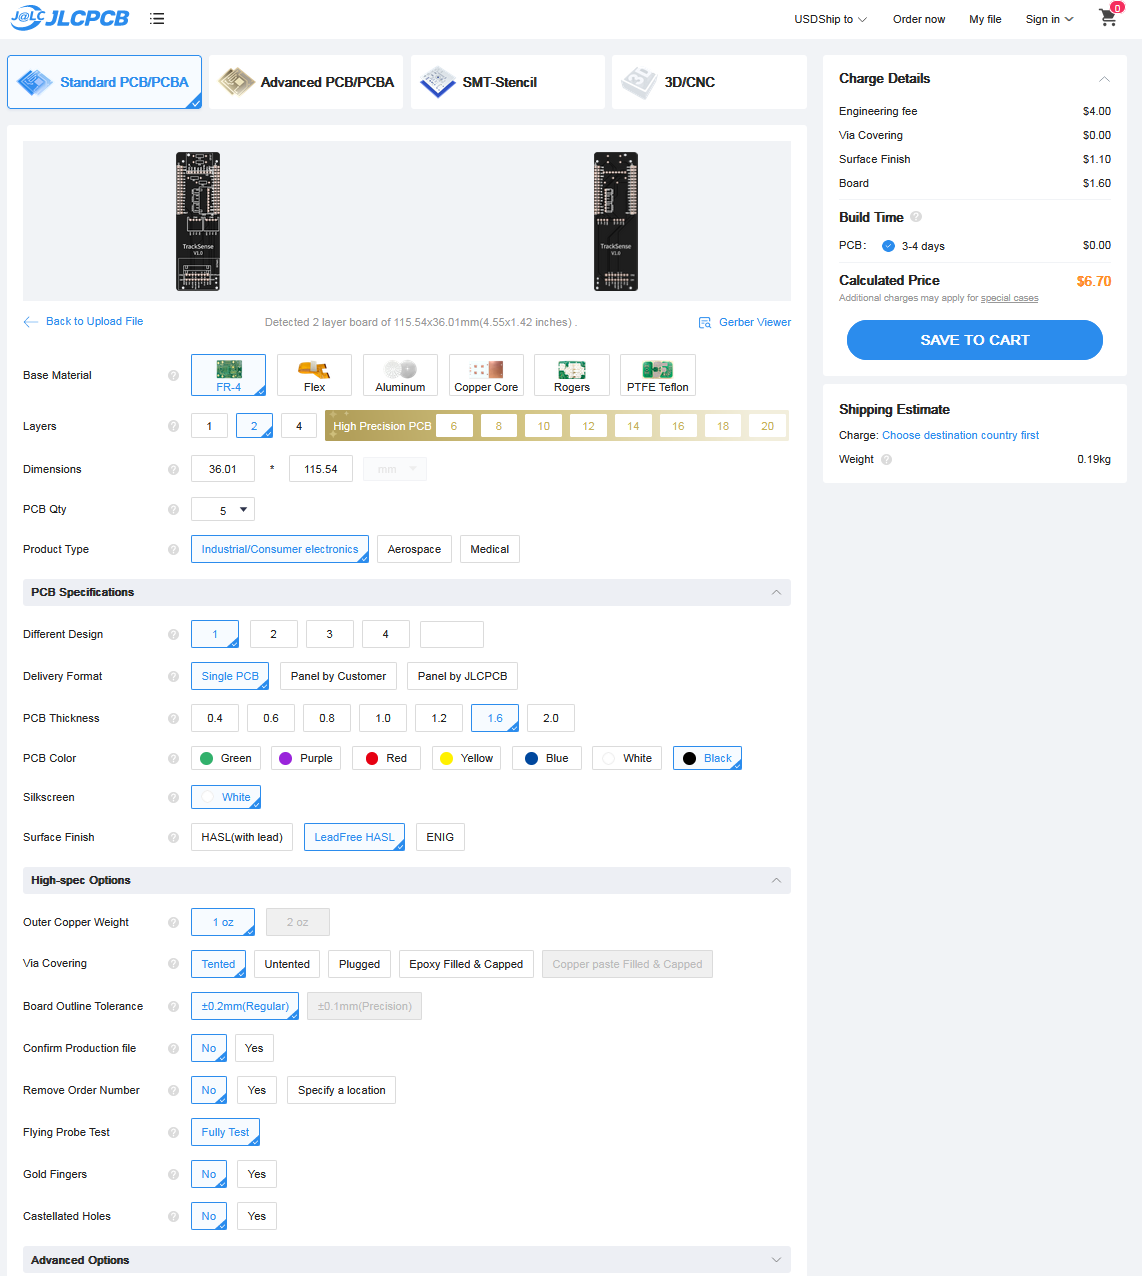 J@LC JLCPCB
USD Ship to
Order now
My file
Sign in
0
Standard PCB/PCBA
Advanced PCB/PCBA
SMT-Stencil
3D/CNC
TrackSense
V1.0
TrackSense
V1.0
Back to Upload File
Detected 2 layer board of 115.54x36.01mm(4.55x1.42 inches) .
Gerber Viewer
Base Material ? FR-4 Flex Aluminum Copper Core Rogers PTFE Teflon
Layers ? 1 2 4 High Precision PCB 6 8 10 12 14 16 18 20
Dimensions ? 36.01 * 115.54 mm
PCB Qty ? 5
Product Type ? Industrial/Consumer electronics Aerospace Medical
PCB Specifications
Different Design ? 1 2 3 4
Delivery Format ? Single PCB Panel by Customer Panel by JLCPCB
PCB Thickness ? 0.4 0.6 0.8 1.0 1.2 1.6 2.0
PCB Color ? Green Purple Red Yellow Blue White Black
Silkscreen ? White
Surface Finish ? HASL(with lead) LeadFree HASL ENIG
High-spec Options
Outer Copper Weight ? 1 oz 2 oz
Via Covering ? Tented Untented Plugged Epoxy Filled & Capped Copper paste Filled & Capped
Board Outline Tolerance ? ±0.2mm(Regular) ±0.1mm(Precision)
Confirm Production file ? No Yes
Remove Order Number ? No Yes Specify a location
Flying Probe Test ? Fully Test
Gold Fingers ? No Yes
Castellated Holes ? No Yes
Advanced Options
Charge Details
Engineering fee $4.00
Via Covering $0.00
Surface Finish $1.10
Board $1.60
Build Time ?
PCB: 3-4 days $0.00
Calculated Price $6.70
Additional charges may apply for special cases
SAVE TO CART
Shipping Estimate
Charge: Choose destination country first
Weight ? 0.19kg